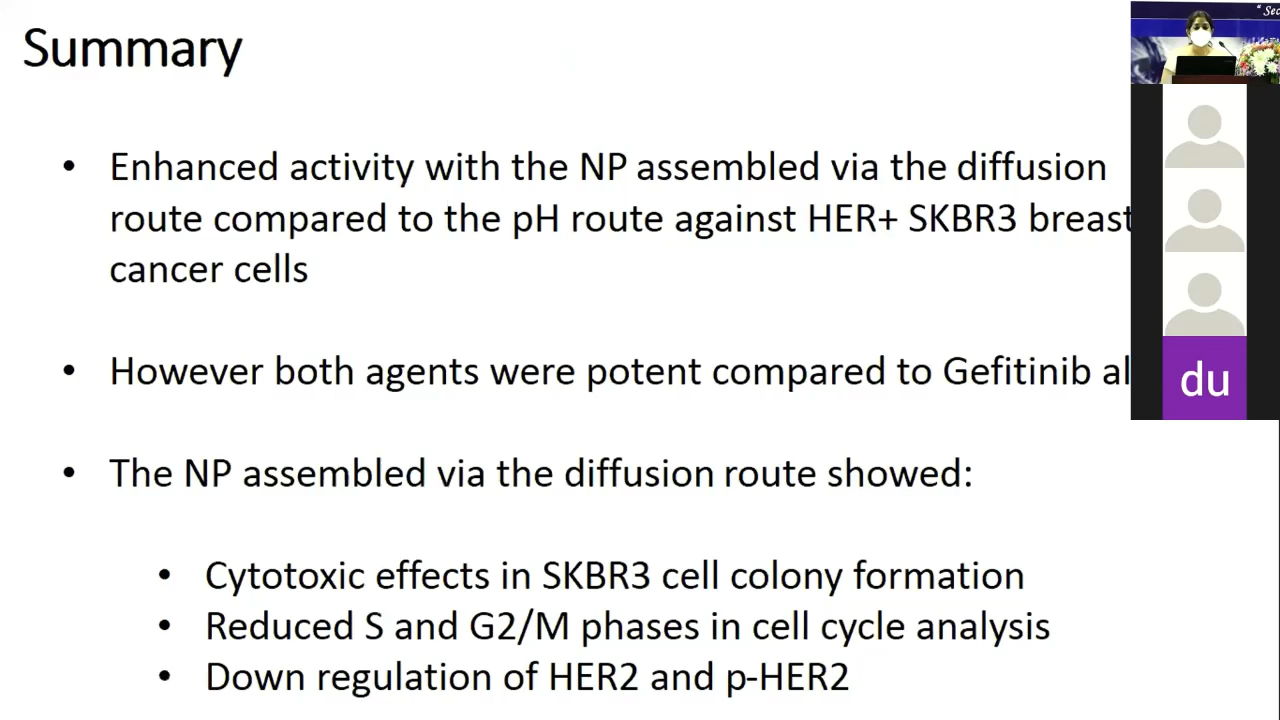 Summary
• Enhanced activity with the NP assembled via the diffusion
route compared to the pH route against HER+ SKBR3 breast
cancer cells
• However both agents were potent compared to Gefitinib al
• The NP assembled via the diffusion route showed:
• Cytotoxic effects in SKBR3 cell colony formation
• Reduced S and G2/M phases in cell cycle analysis
• Down regulation of HER2 and p-HER2
" Sec
du